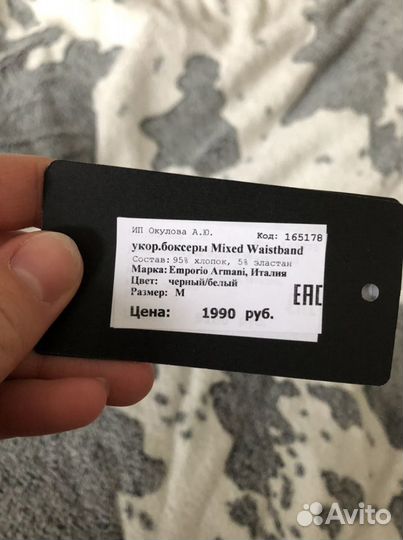 ИП Окулова А.Ю.
Код: 165178
укор.боксеры Mixed Waistband
Состав: 95% хлопок, 5% эластан
Марка: Emporio Armani, Италия
Цвет: черный/белый
Размер: M
EAC
Цена: 1990 руб.
Avito